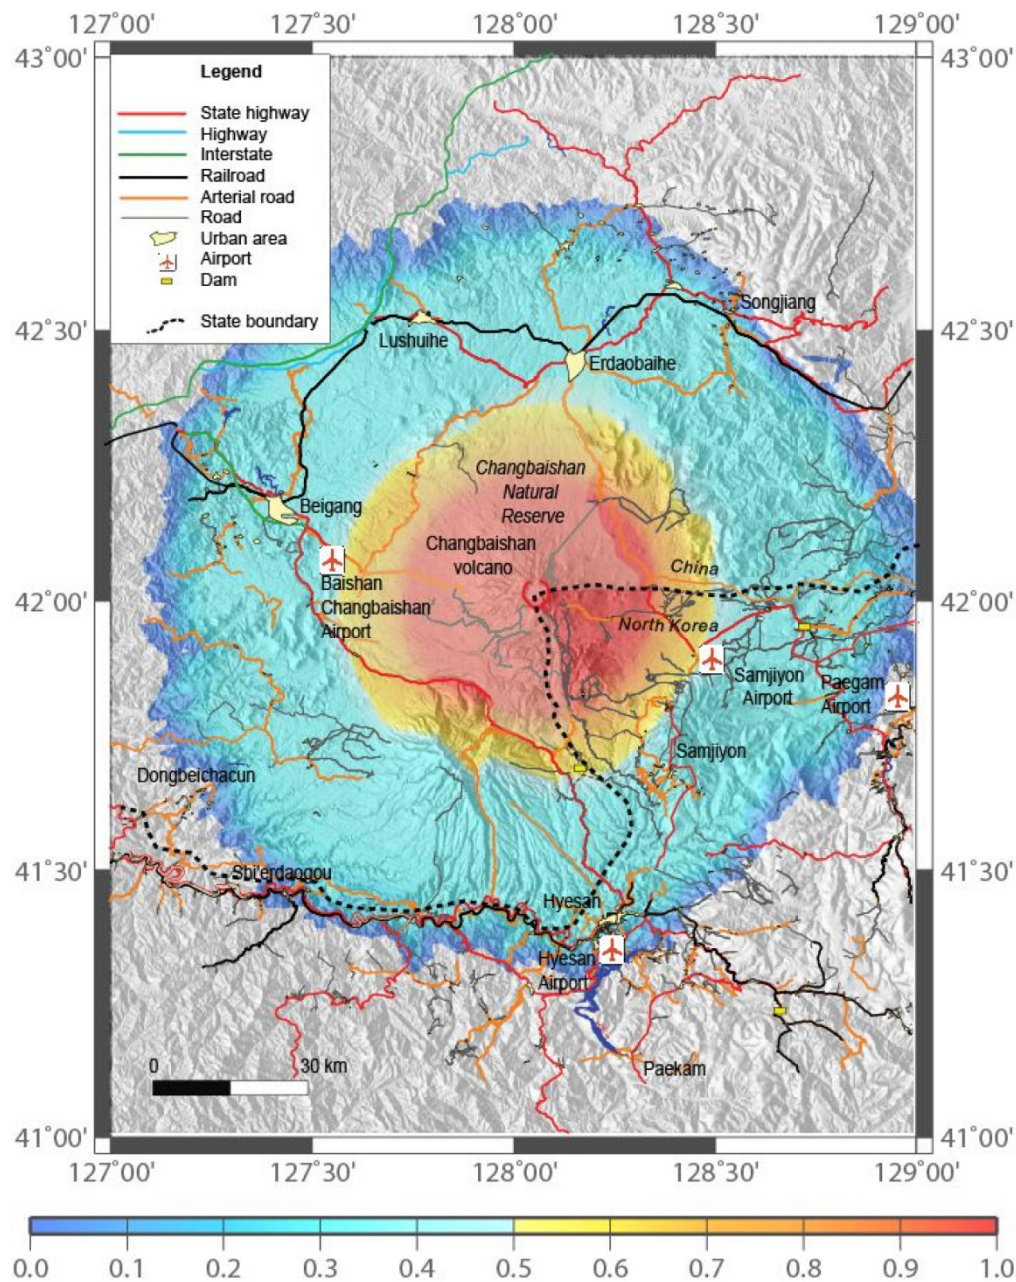 127°00' 127°30' 128°00' 128°30' 129°00'
43°00' 43°00'
Legend
State highway
Highway
Interstate
Railroad
Arterial road
Road
Urban area
Airport
Dam
State boundary
Songjiang
42°30' 42°30'
Lushuihe
Erdaobaihe
Changbaishan
Natural
Reserve
Beigang
Changbaishan
volcano
China
Baishan
Changbaishan
Airport
42°00' 42°00'
North Korea
Samjiyon
Airport
Paegam
Airport
Samjiyon
Dongbeichacun
41°30' 41°30'
Sbi'erdaogou
Hyesan
Hyesan
Airport
Paekam
0 30 km
41°00' 41°00'
127°00' 127°30' 128°00' 128°30' 129°00'
0.0 0.1 0.2 0.3 0.4 0.5 0.6 0.7 0.8 0.9 1.0